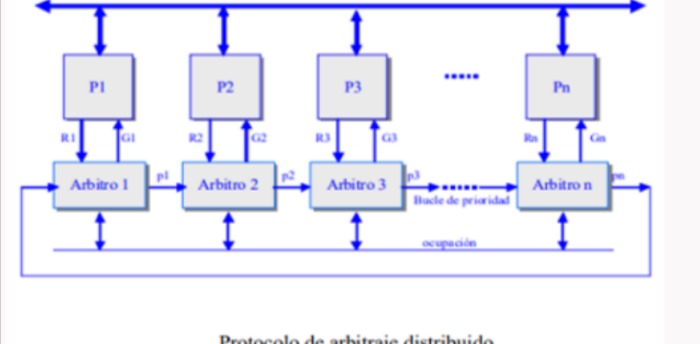 P1 P2 P3 Pn
R1 G1 R2 G2 R3 G3 Rn Gn
Arbitro 1 p1 Arbitro 2 p2 Arbitro 3 p3 Arbitro n pn
Bucle de prioridad
ocupación
Protocolo de arbitraje distribuido